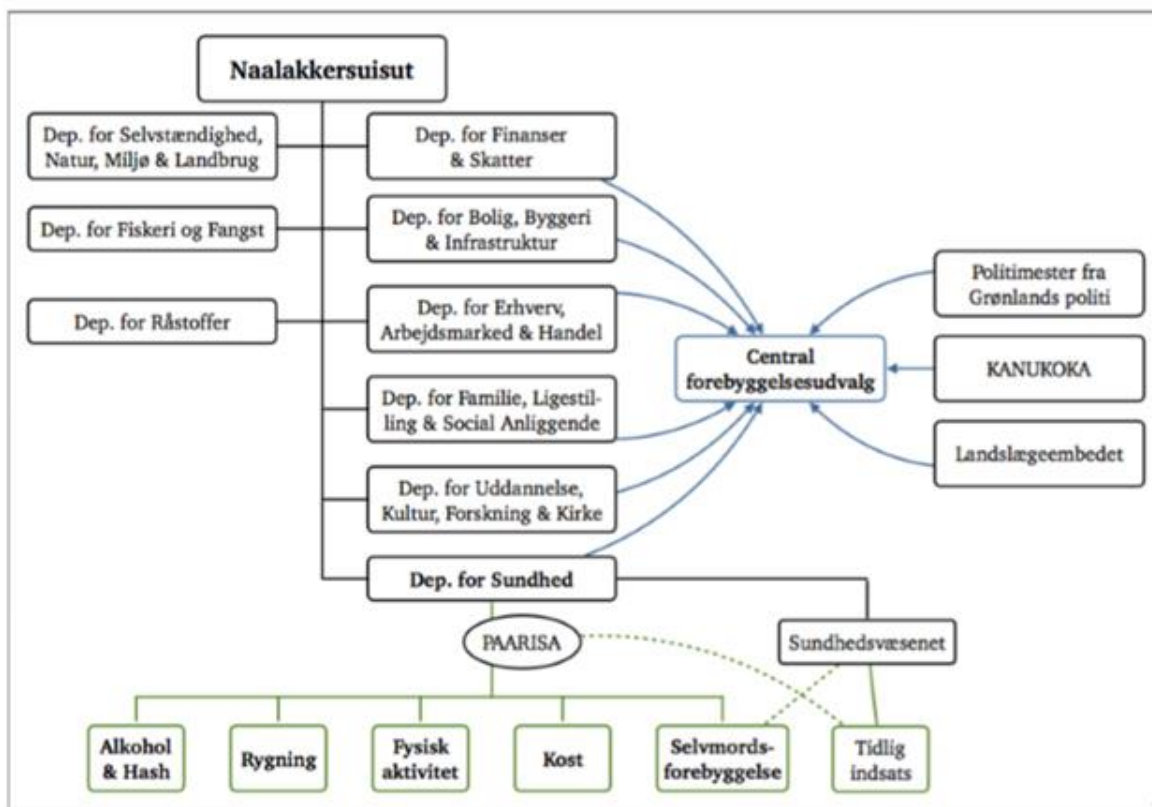 Naalakkersuisut
Dep. for Selvstændighed,
Natur, Miljø & Landbrug
Dep. for Finanser
& Skatter
Dep. for Fiskeri og Fangst
Dep. for Bolig, Byggeri
& Infrastruktur
Dep. for Råstoffer
Dep. for Erhverv,
Arbejdsmarked & Handel
Dep. for Familie, Ligestil-
ling & Social Anliggende
Dep. for Uddannelse,
Kultur, Forskning & Kirke
Dep. for Sundhed
Central
forebyggelsesudvalg
Politimester fra
Grønlands politi
KANUKOKA
Landslægeembedet
PAARISA
Sundhedsvæsenet
Alkohol
& Hash
Rygning
Fysisk
aktivitet
Kost
Selvmords-
forebyggelse
Tidlig
indsats